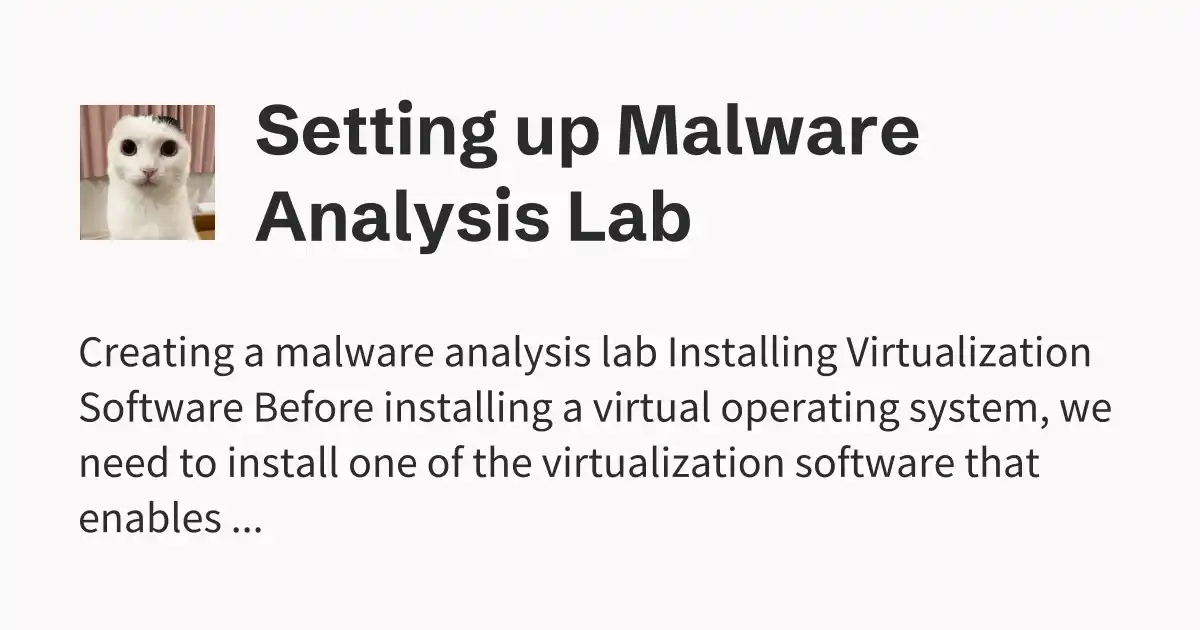 Setting up Malware
Analysis Lab
Creating a malware analysis lab Installing Virtualization
Software Before installing a virtual operating system, we
need to install one of the virtualization software that
enables ...